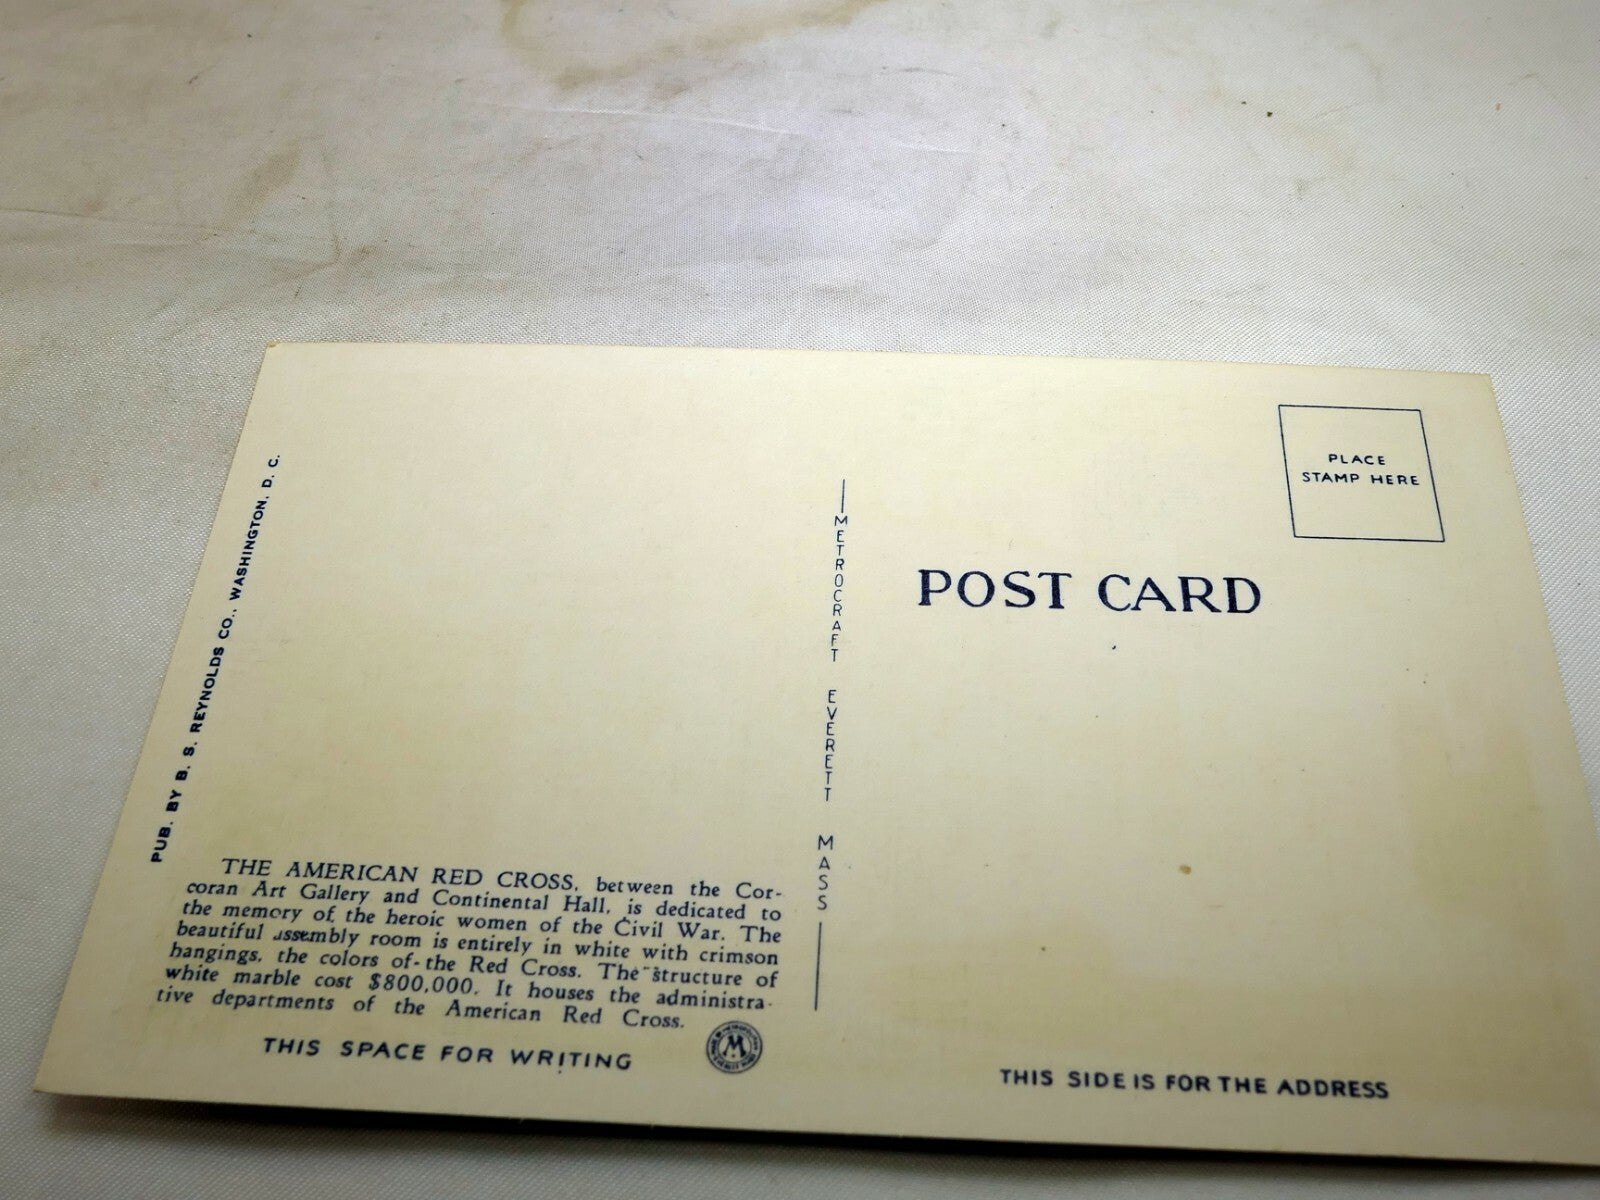 PUB. BY B. S. REYNOLDS CO., WASHINGTON, D. C.
THE AMERICAN RED CROSS, between the Cor-
coran Art Gallery and Continental Hall, is dedicated to
the memory of the heroic women of the Civil War. The
beautiful assembly room is entirely in white with crimson
hangings, the colors of the Red Cross. The structure of
white marble cost $800,000. It houses the administra-
tive departments of the American Red Cross.
THIS SPACE FOR WRITING
M
METROCRAFT EVERETT MASS
PLACE
STAMP HERE
POST CARD
THIS SIDE IS FOR THE ADDRESS